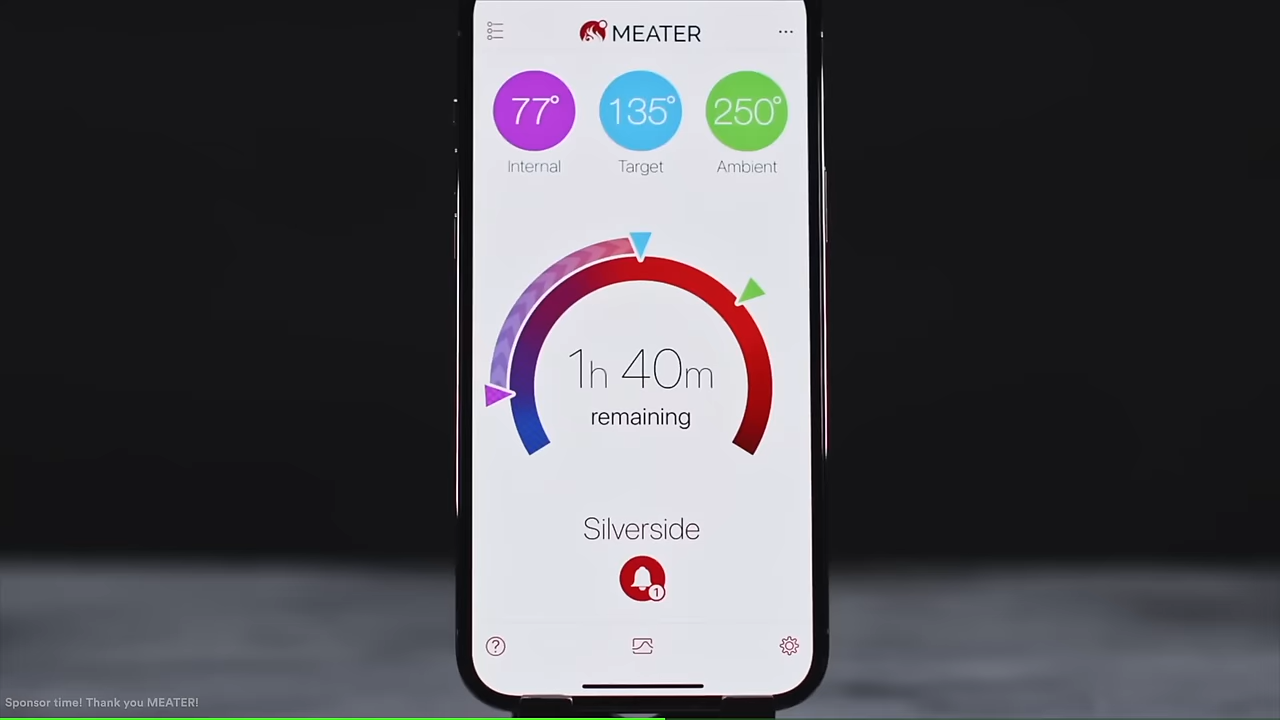 MEATER
77° 135° 250°
Internal Target Ambient
1h 40m
remaining
Silverside
1
?
Sponsor time! Thank you MEATER!